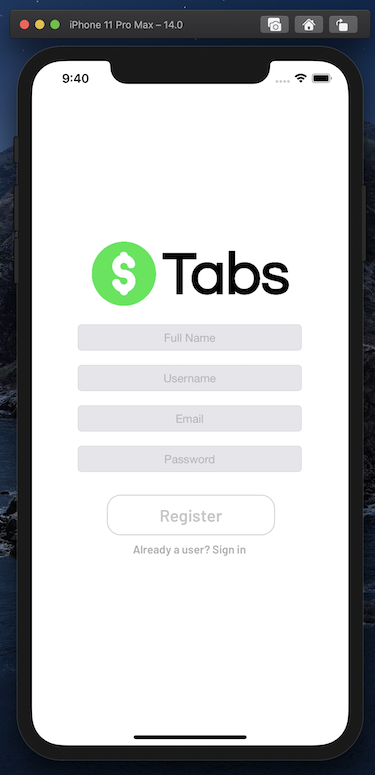 iPhone 11 Pro Max – 14.0
9:40
$ Tabs
Full Name
Username
Email
Password
Register
Already a user? Sign in